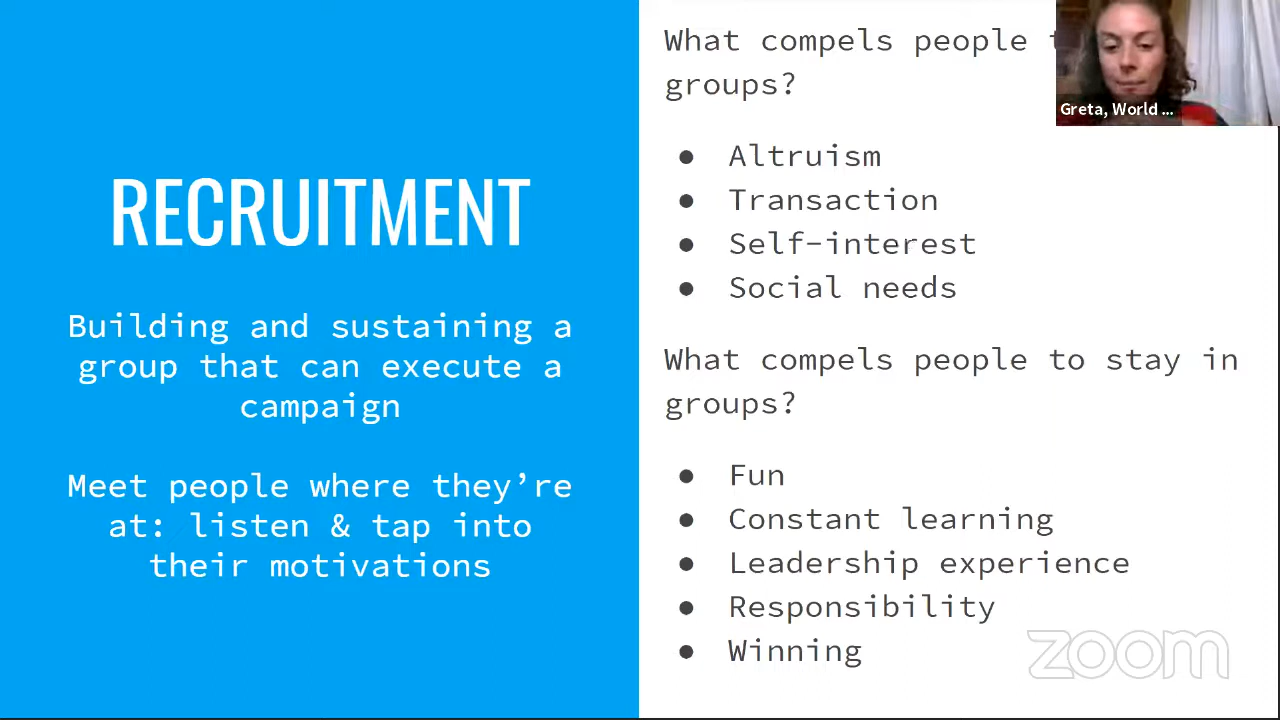 RECRUITMENT
Building and sustaining a
group that can execute a
campaign
Meet people where they’re
at: listen & tap into
their motivations
What compels people
groups?
● Altruism
● Transaction
● Self-interest
● Social needs
What compels people to stay in
groups?
● Fun
● Constant learning
● Leadership experience
● Responsibility
● Winning
Greta, World ...
zoom